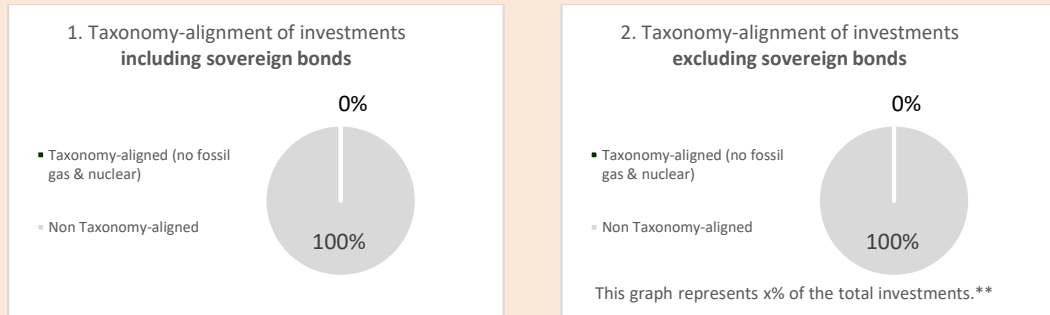 1. Taxonomy-alignment of investments
including sovereign bonds
0%
Taxonomy-aligned (no fossil
gas & nuclear)
Non Taxonomy-aligned
100%
2. Taxonomy-alignment of investments
excluding sovereign bonds
0%
Taxonomy-aligned (no fossil
gas & nuclear)
Non Taxonomy-aligned
100%
This graph represents x% of the total investments.**